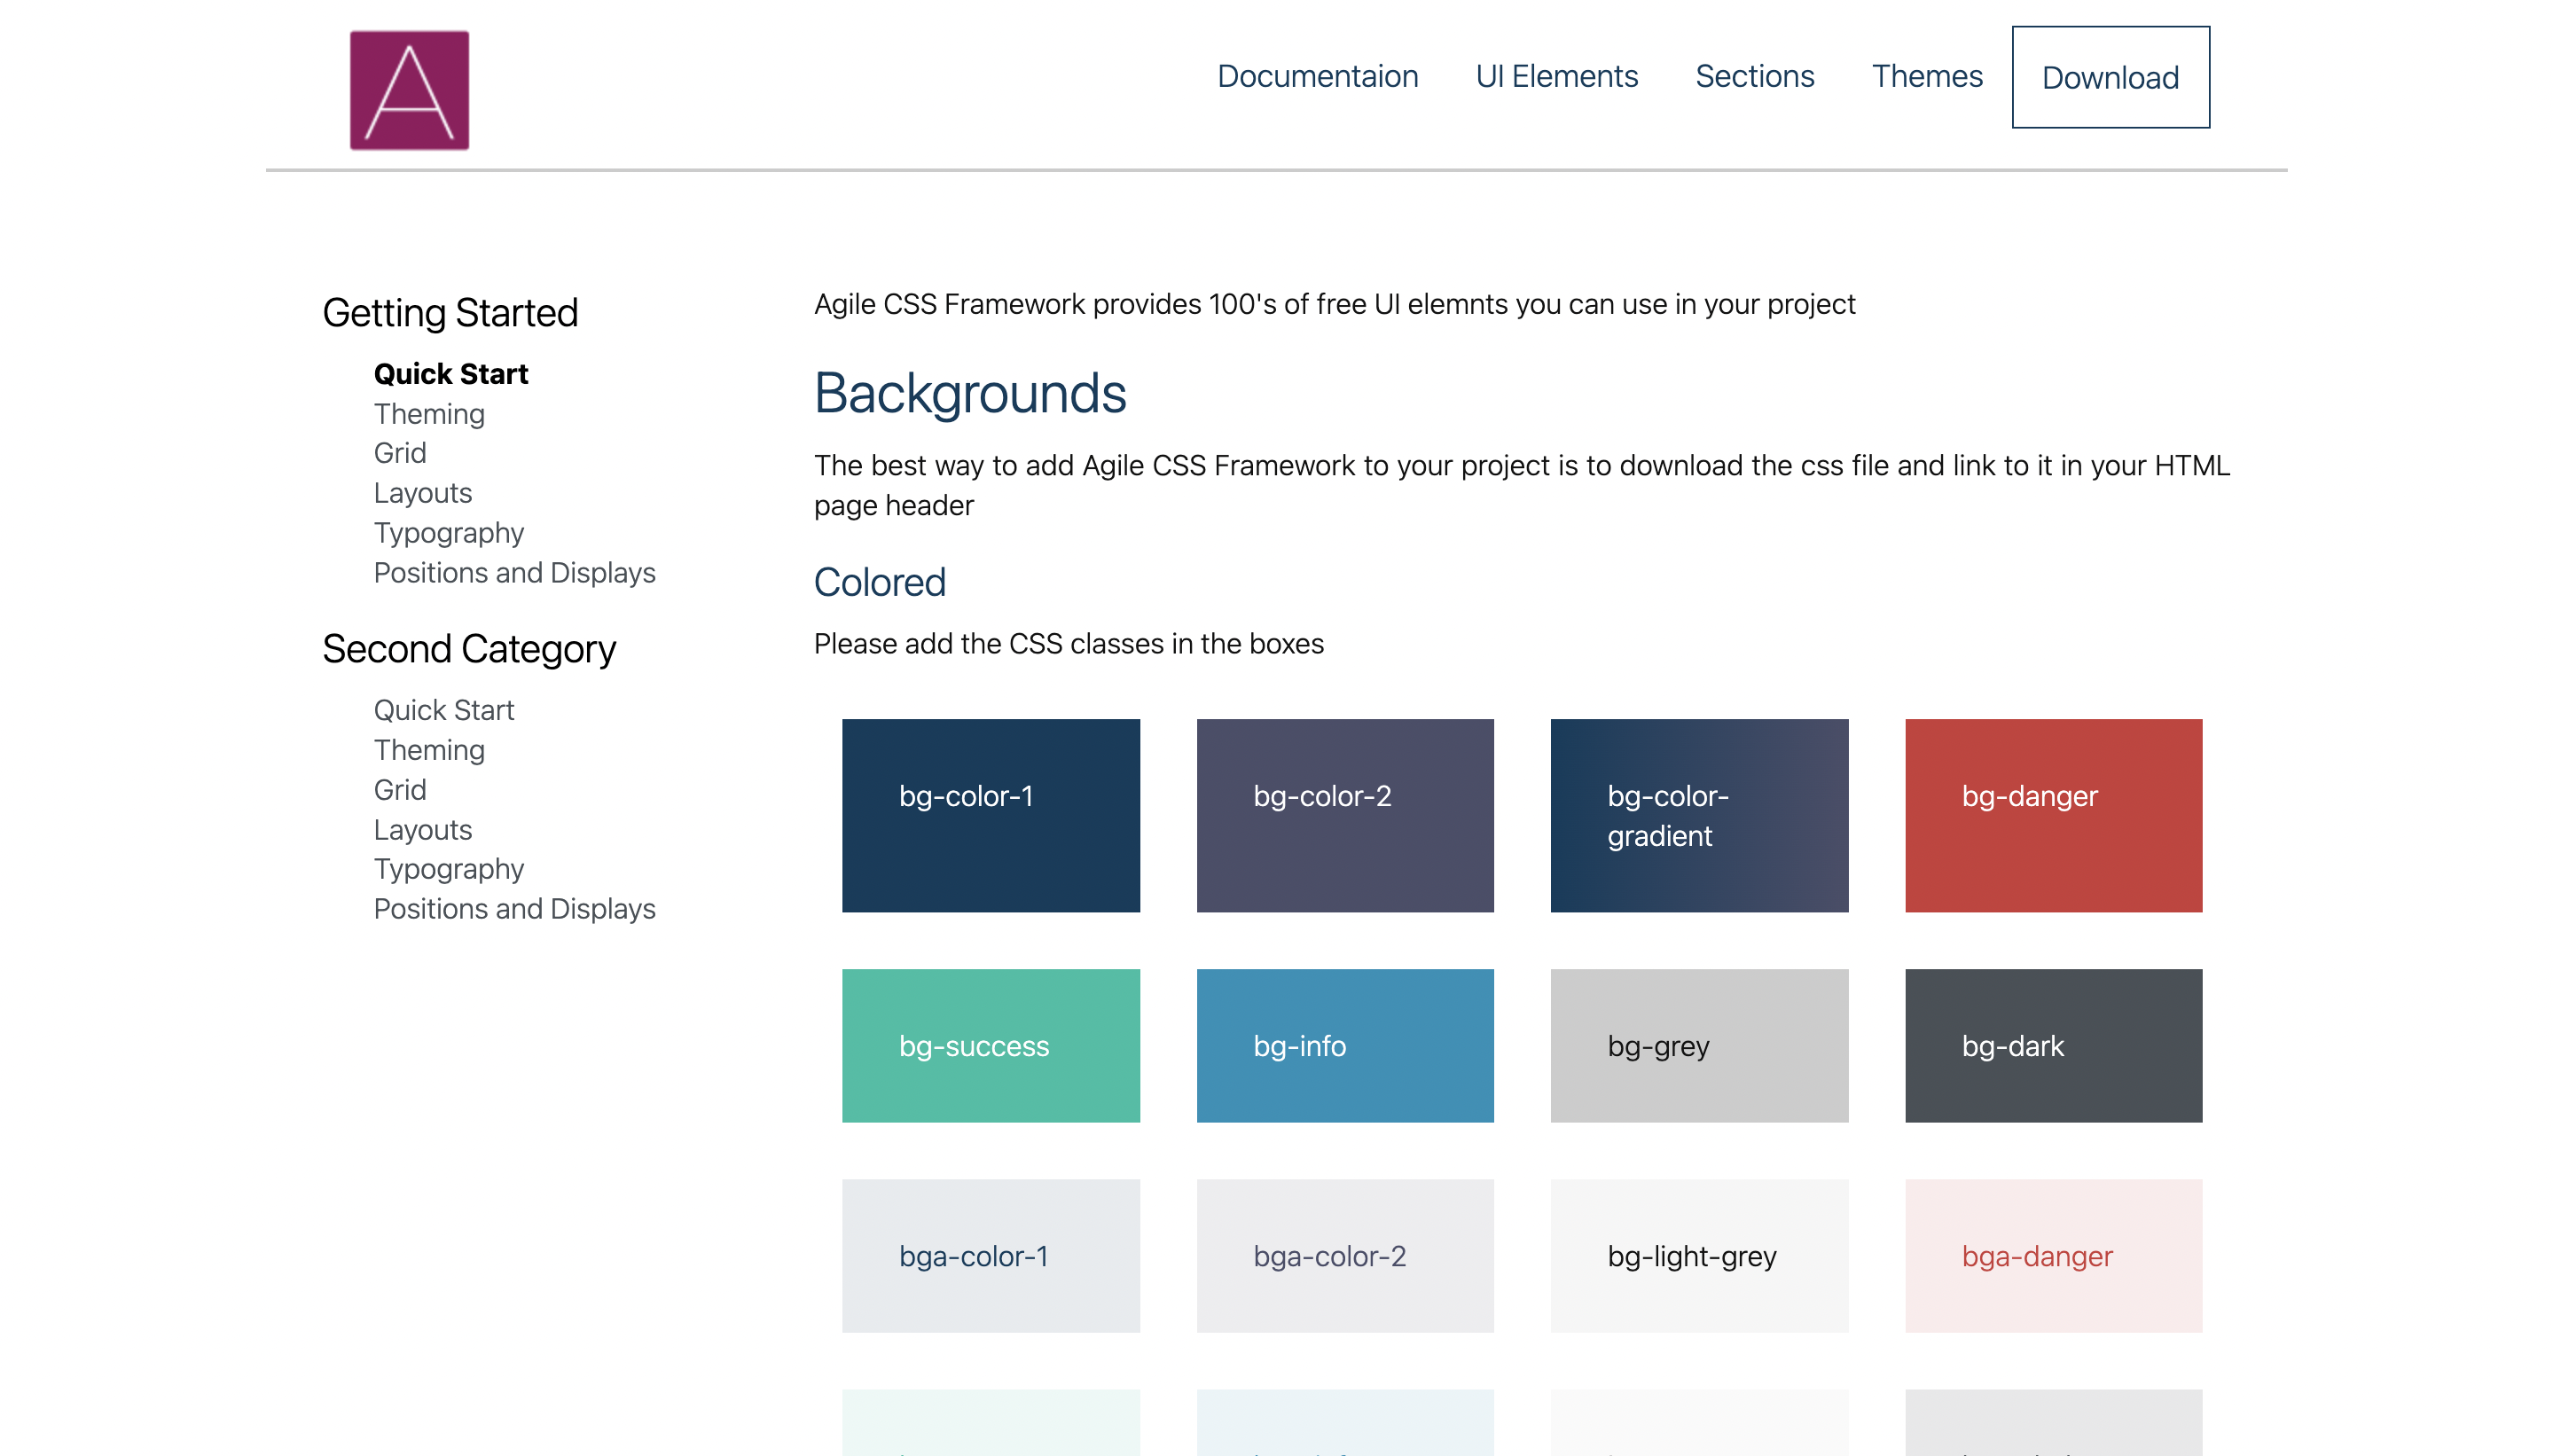 A
Documentaion
UI Elements
Sections
Themes
Download
Getting Started
Quick Start
Theming
Grid
Layouts
Typography
Positions and Displays
Second Category
Quick Start
Theming
Grid
Layouts
Typography
Positions and Displays
Agile CSS Framework provides 100's of free UI elemnts you can use in your project
Backgrounds
The best way to add Agile CSS Framework to your project is to download the css file and link to it in your HTML
page header
Colored
Please add the CSS classes in the boxes
bg-color-1
bg-color-2
bg-color-
gradient
bg-danger
bg-success
bg-info
bg-grey
bg-dark
bga-color-1
bga-color-2
bg-light-grey
bga-danger